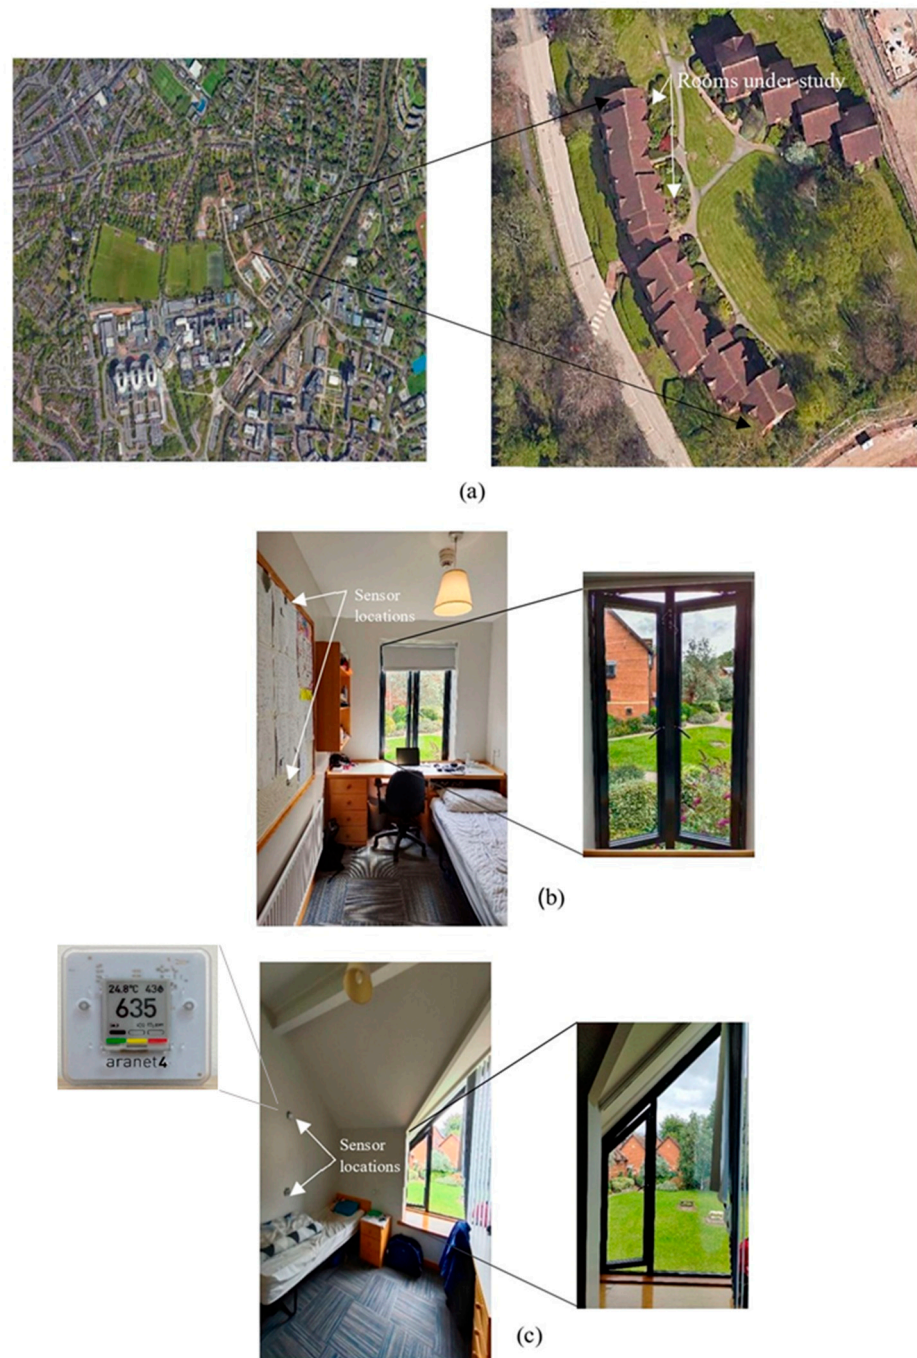 Rooms under study
(a)
Sensor
locations
(b)
24.8°C 43
635
aranet4
Sensor
locations
(c)